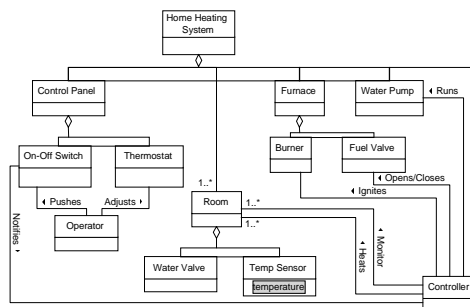 Home Heating
System
Control Panel
Furnace
Water Pump
◄ Runs
On-Off Switch
Thermostat
Burner
Fuel Valve
◄ Opens/Closes
◄ Ignites
1..*
◄ Pushes
Adjusts ►
Room
1..*
1..*
Operator
Notifies ►
◄ Monitor
◄ Heats
Water Valve
Temp Sensor
temperature
Controller